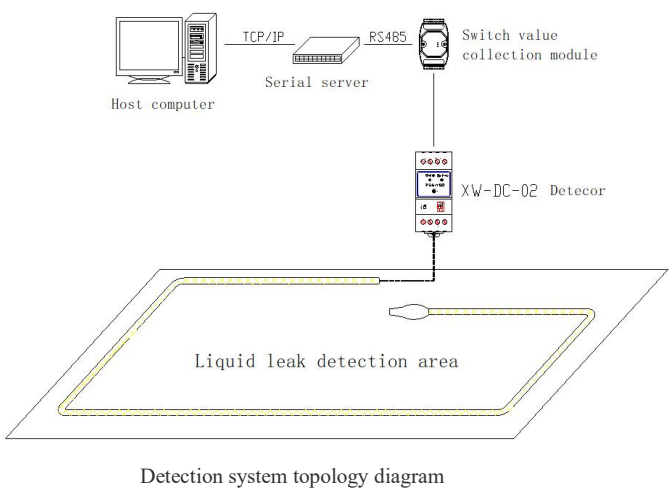 TCP/IP
RS485
Switch value
collection module
Serial server
Host computer
XW-DC-02 Detecor
Liquid leak detection area
Detection system topology diagram